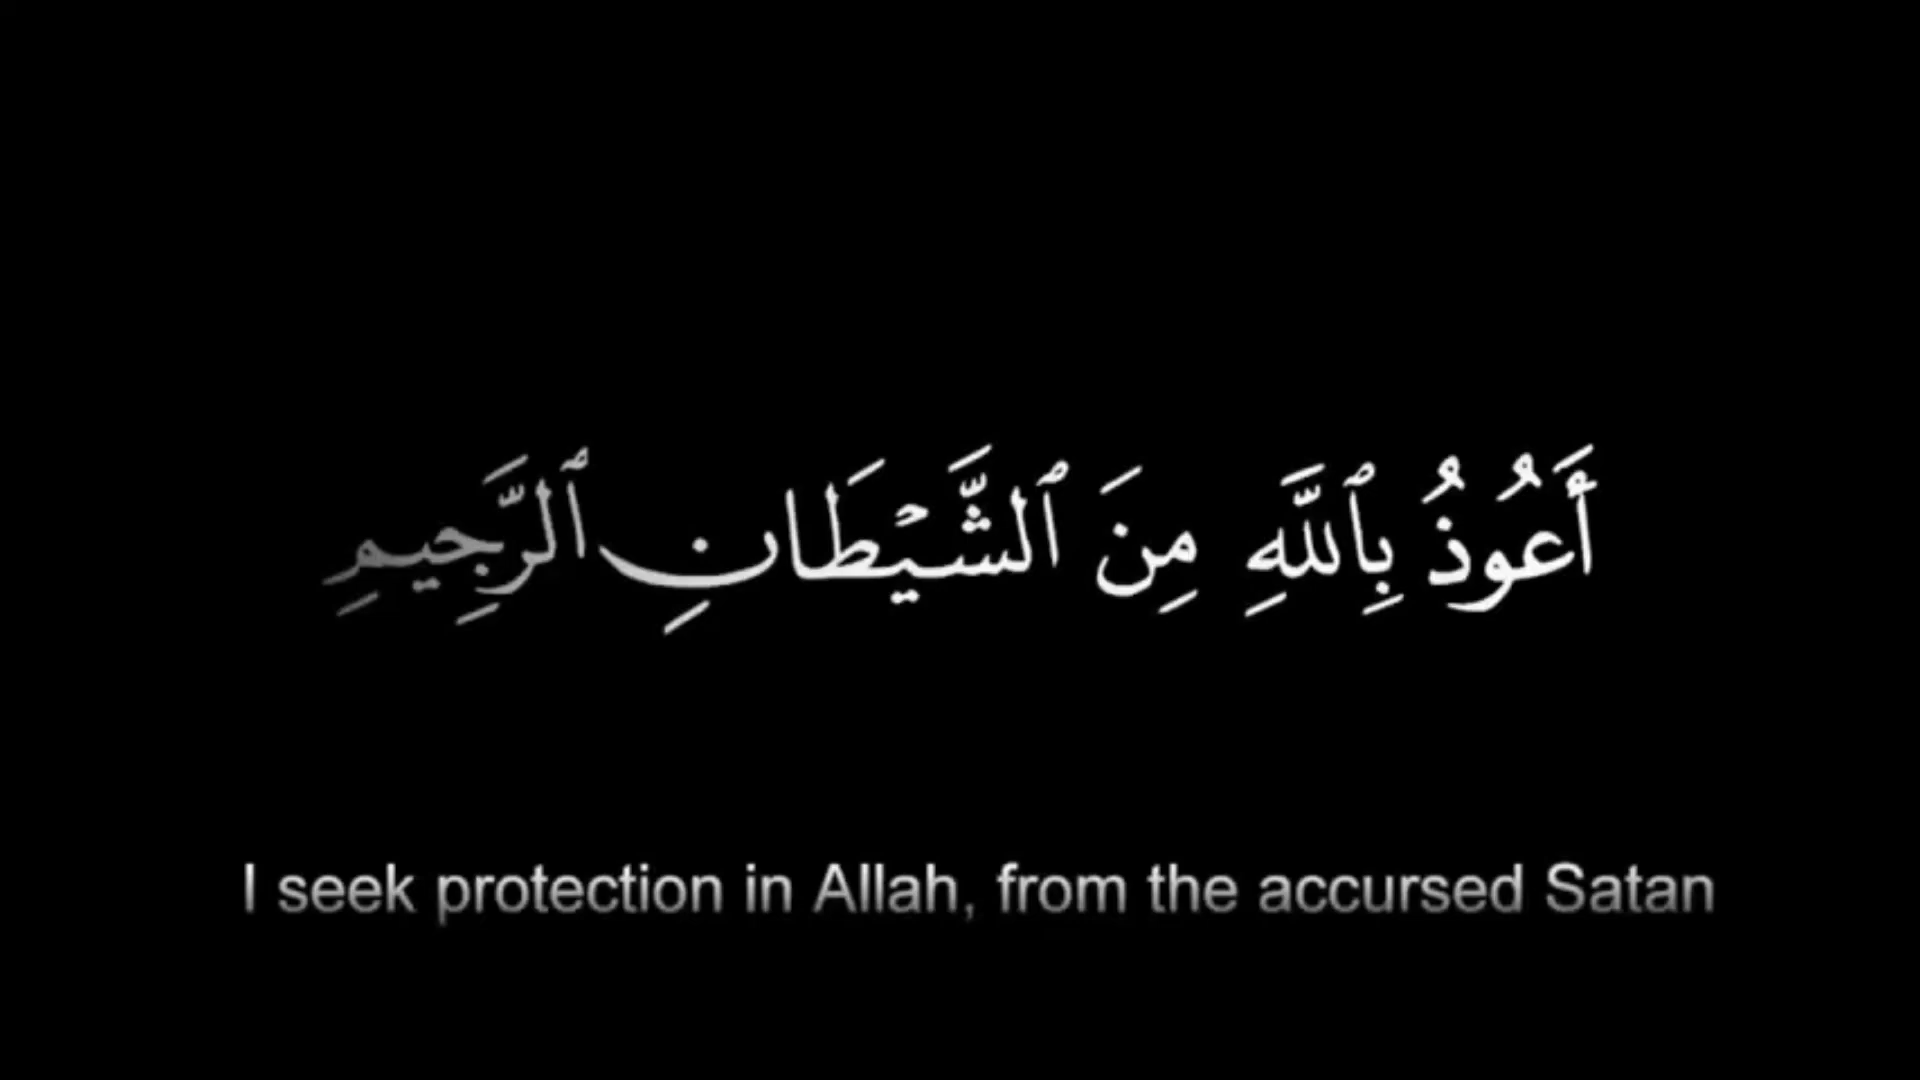 أَعُوذُ بِٱللَّهِ مِنَ ٱلشَّيۡطَانِ ٱلرَّجِيمِ
I seek protection in Allah, from the accursed Satan